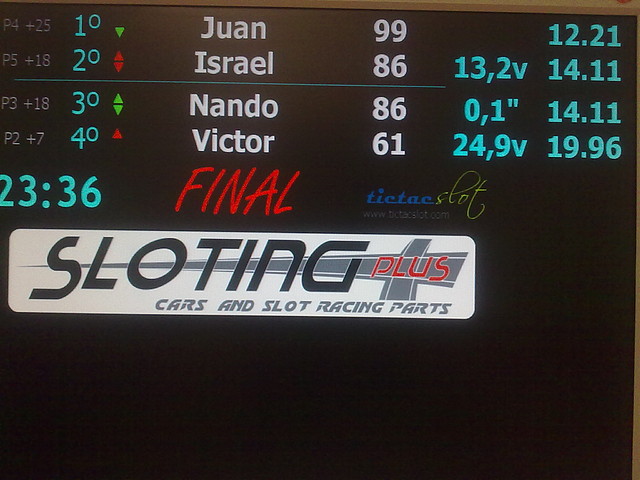 P4 +25 1º Juan 99 12.21
P5 +18 2º Israel 86 13,2v 14.11
P3 +18 3º Nando 86 0,1" 14.11
P2 +7 4º Victor 61 24,9v 19.96
23:36 FINAL tictacslot
www.tictacslot.com
SLOTING PLUS
CARS AND SLOT RACING PARTS